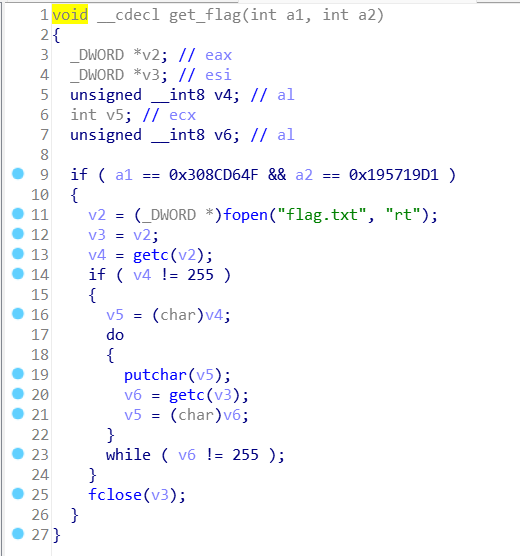 1 void __cdecl get_flag(int a1, int a2)
2 {
3 _DWORD *v2; // eax
4 _DWORD *v3; // esi
5 unsigned __int8 v4; // al
6 int v5; // ecx
7 unsigned __int8 v6; // al
8
9 if ( a1 == 0x308CD64F && a2 == 0x195719D1 )
10 {
11 v2 = (_DWORD *)fopen("flag.txt", "rt");
12 v3 = v2;
13 v4 = getc(v2);
14 if ( v4 != 255 )
15 {
16 v5 = (char)v4;
17 do
18 {
19 putchar(v5);
20 v6 = getc(v3);
21 v5 = (char)v6;
22 }
23 while ( v6 != 255 );
24 }
25 fclose(v3);
26 }
27 }